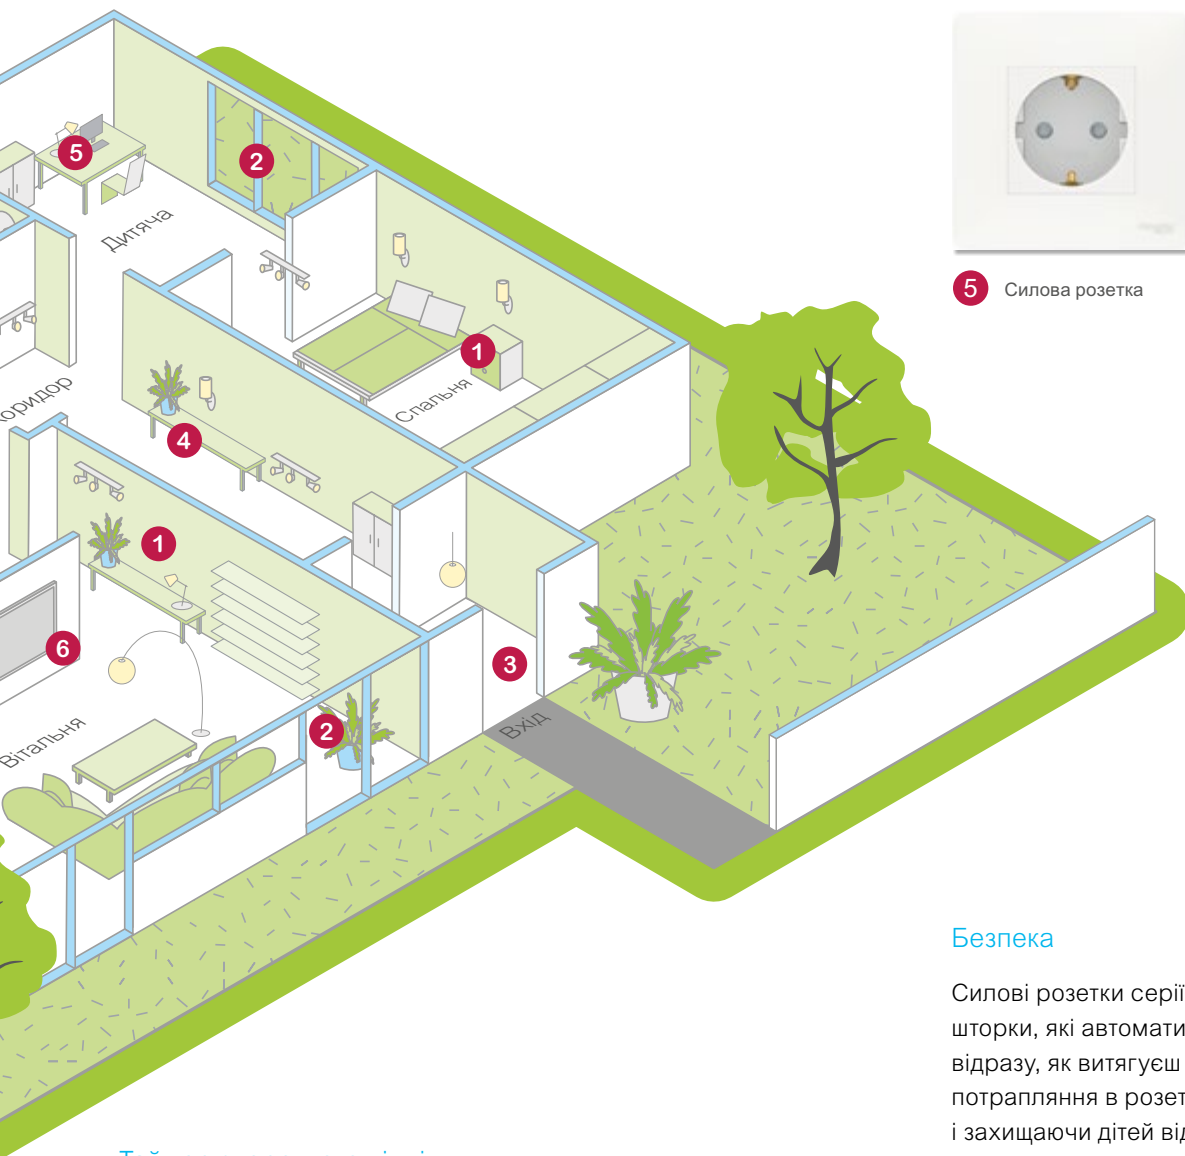 5
2
Дитяча
5 Силова розетка
1
Спальня
4
1
6
3
Вхід
2
Вітальня
Безпека
Силові розетки серії
шторки, які автомати
відразу, як витягуєш
потрапляння в розет
і захищаючи дітей від